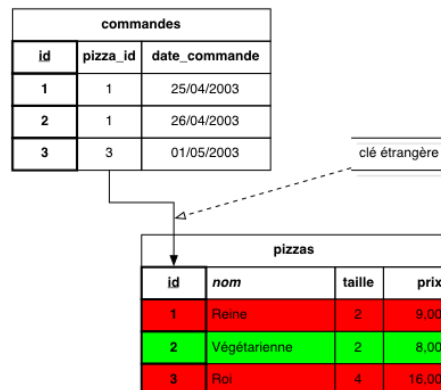 commandes
id pizza_id date_commande
1 1 25/04/2003
2 1 26/04/2003
3 3 01/05/2003
clé étrangère
pizzas
id nom taille prix
1 Reine 2 9,00
2 Végétarienne 2 8,00
3 Roi 4 16,00